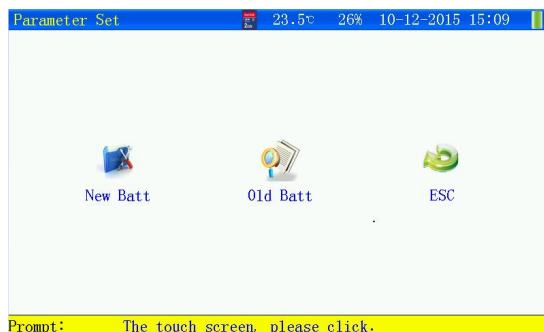 Parameter Set 23.5℃ 26% 10-12-2015 15:09
New Batt Old Batt ESC
Prompt: The touch screen, please click.